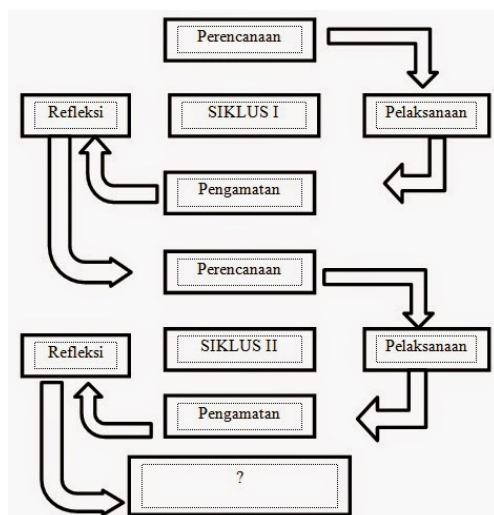 Perencanaan
Refleksi
SIKLUS I
Pelaksanaan
Pengamatan
Perencanaan
Refleksi
SIKLUS II
Pelaksanaan
Pengamatan
?